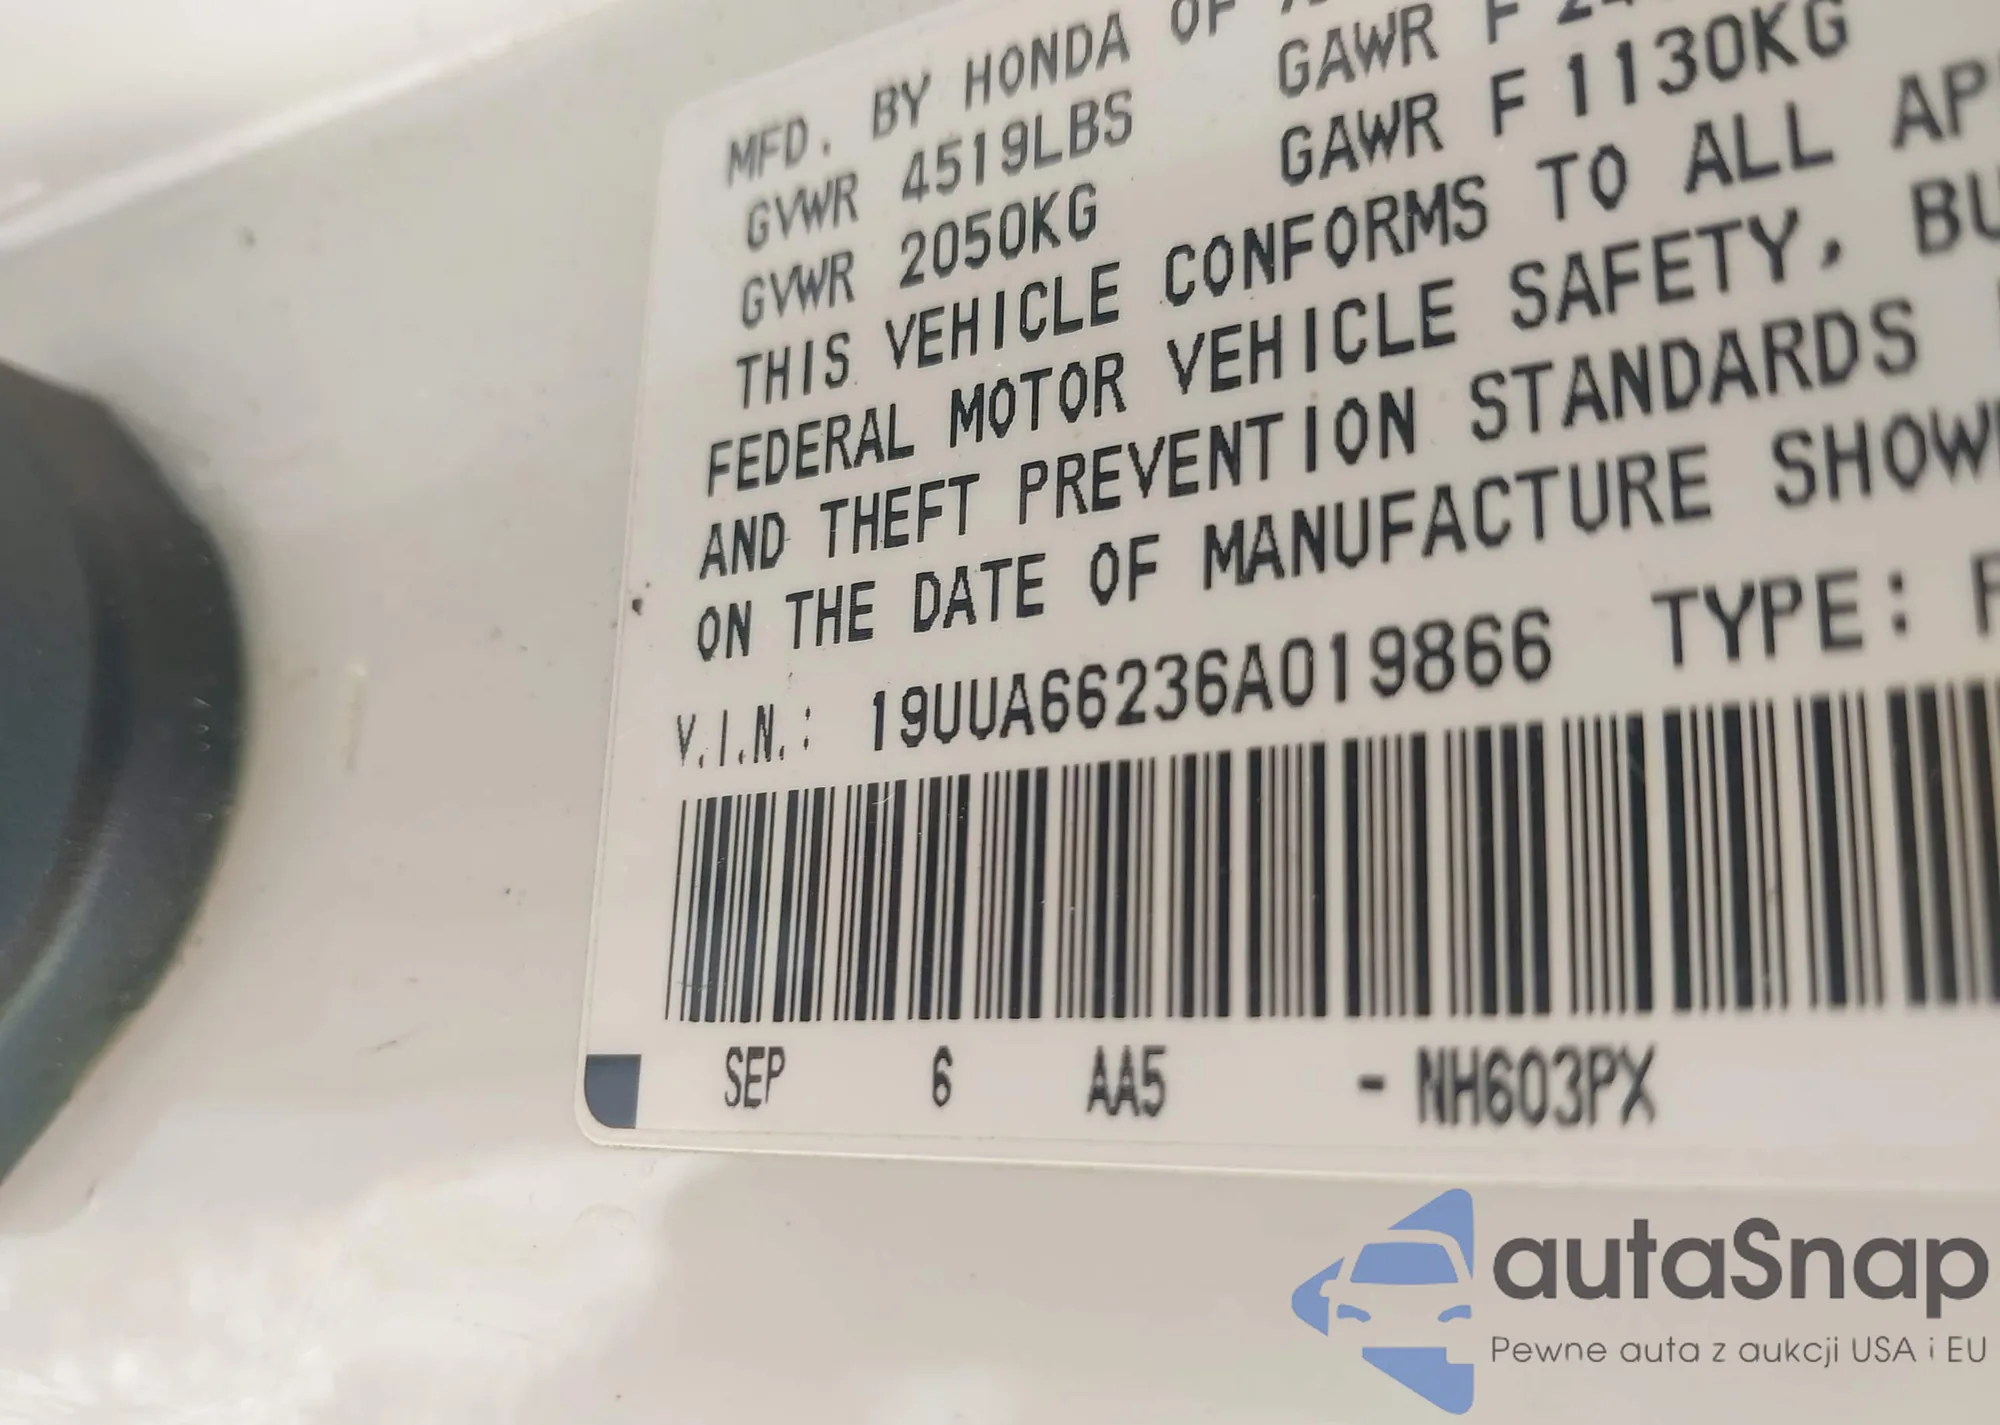 MFD. BY HONDA OF
GVWR 4519LBS GAWR F
GVWR 2050KG GAWR F 1130KG
THIS VEHICLE CONFORMS TO ALL
FEDERAL MOTOR VEHICLE SAFETY,
AND THEFT PREVENTION STANDARDS
ON THE DATE OF MANUFACTURE
V.I.N.: 19UUA66236A019866 TYPE:
SEP 6 AA5 - NH603PX
autaSnap
Pewne auta z aukcji USA i EU